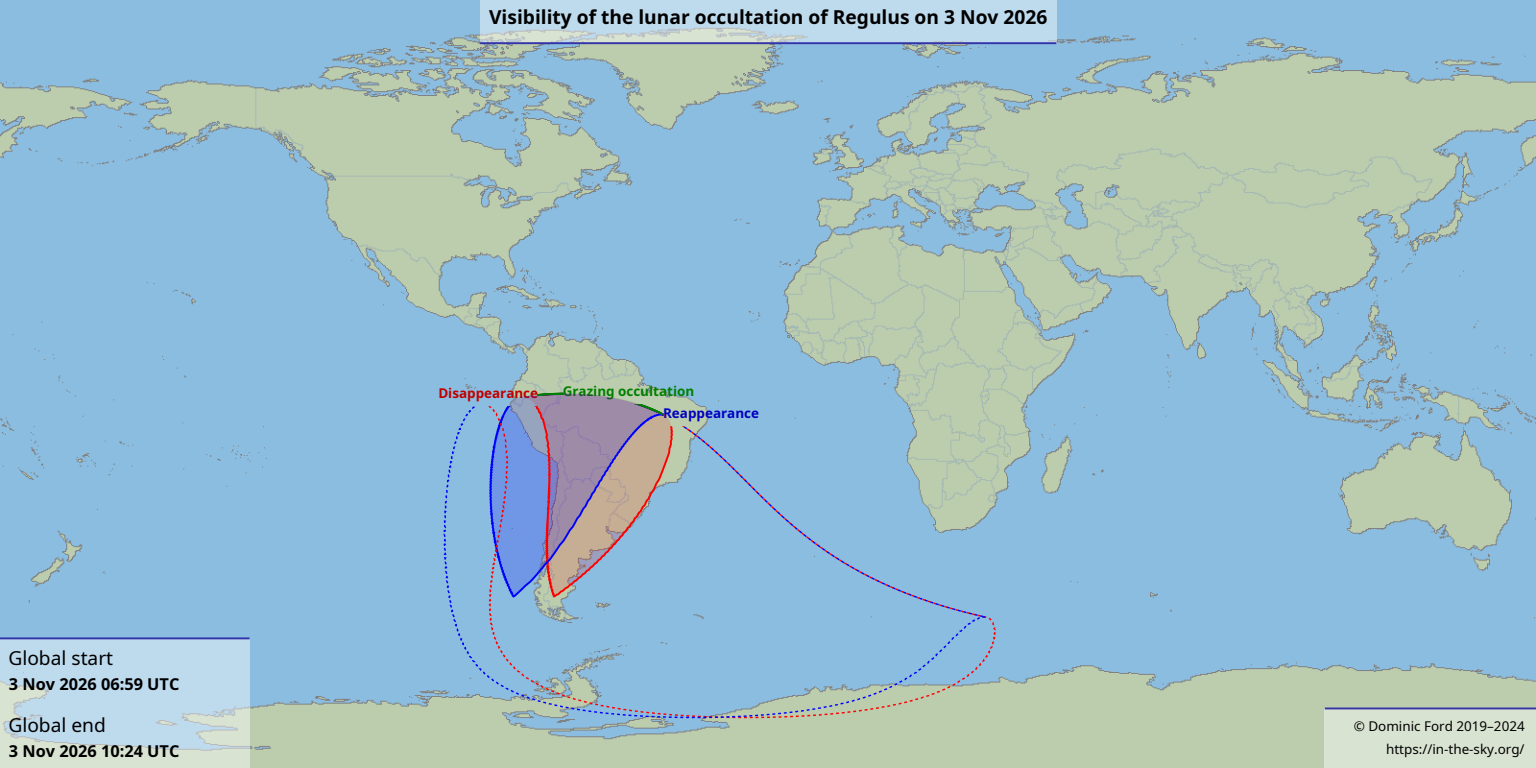 Visibility of the lunar occultation of Regulus on 3 Nov 2026
Disappearance
Grazing occultation
Reappearance
Global start
3 Nov 2026 06:59 UTC
Global end
3 Nov 2026 10:24 UTC
© Dominic Ford 2019–2024
https://in-the-sky.org/